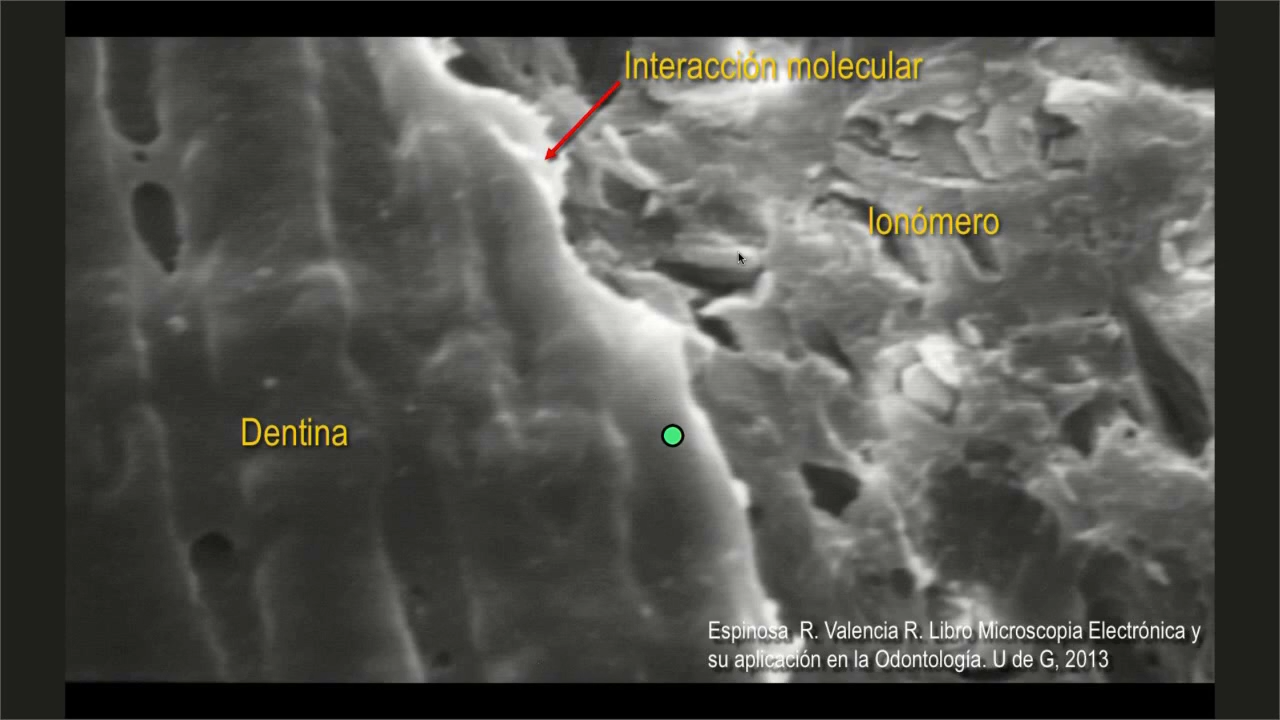 Interacción molecular
Ionómero
Dentina
Espinosa R. Valencia R. Libro Microscopia Electrónica y
su aplicación en la Odontología. U de G, 2013